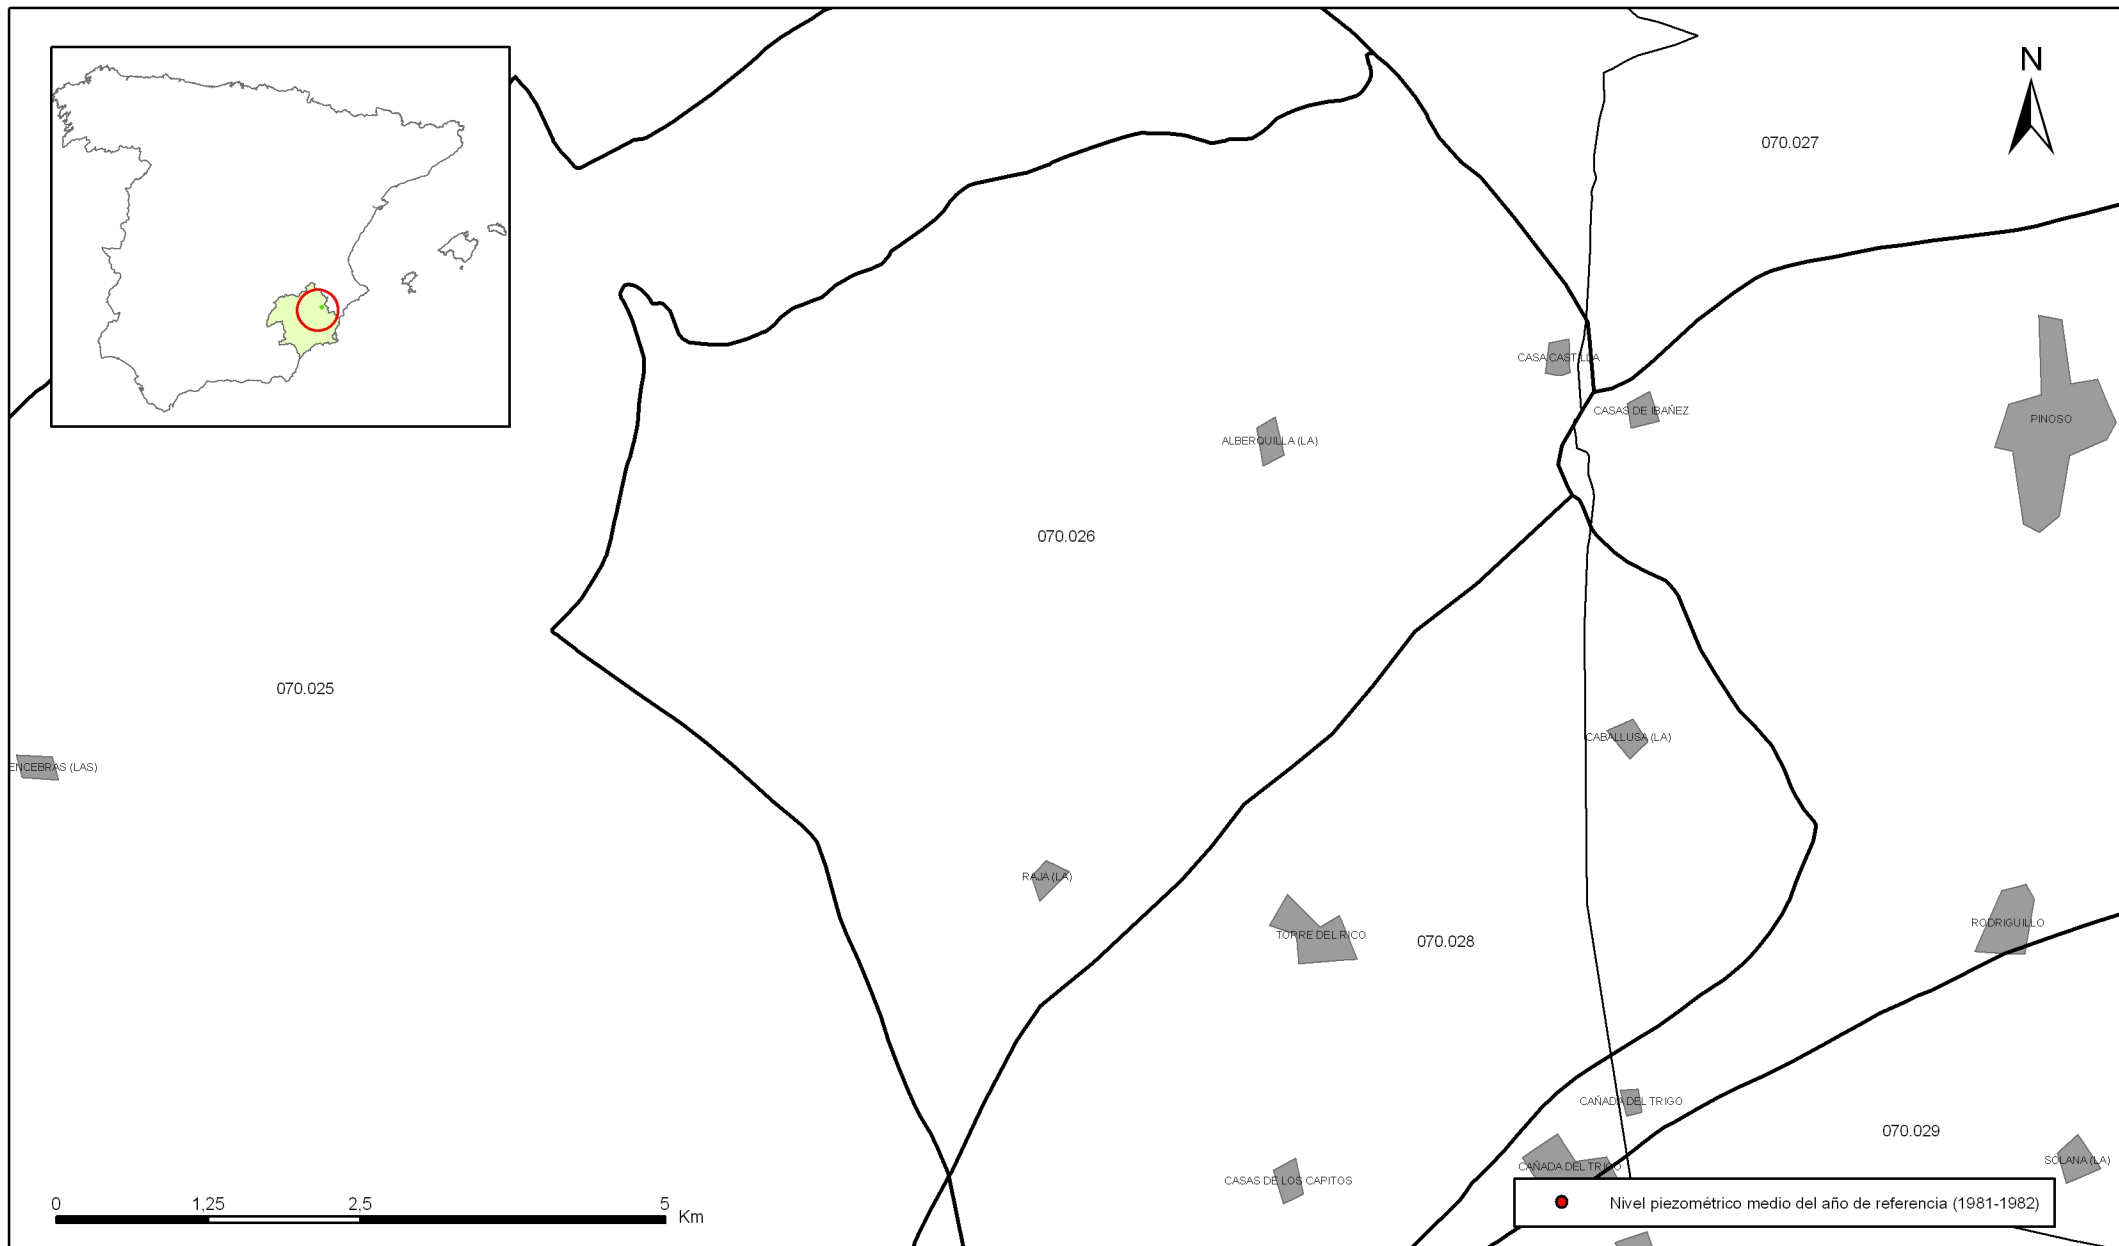 N
070.027
CASA CASTILLA
CASAS DE IBAÑEZ
PINOSO
ALBERQUILLA (LA)
070.026
070.025
CABALLUSA (LA)
ENCEBRAS (LAS)
RAJA (LA)
TORRE DEL RICO
070.028
RODRIGUILLO
CAÑADA DEL TRIGO
070.029
CAÑADA DEL TRIGO
SOLANA (LA)
CASAS DE LOS CAPITOS
0 1,25 2,5 5
Km
Nivel piezométrico medio del año de referencia (1981-1982)